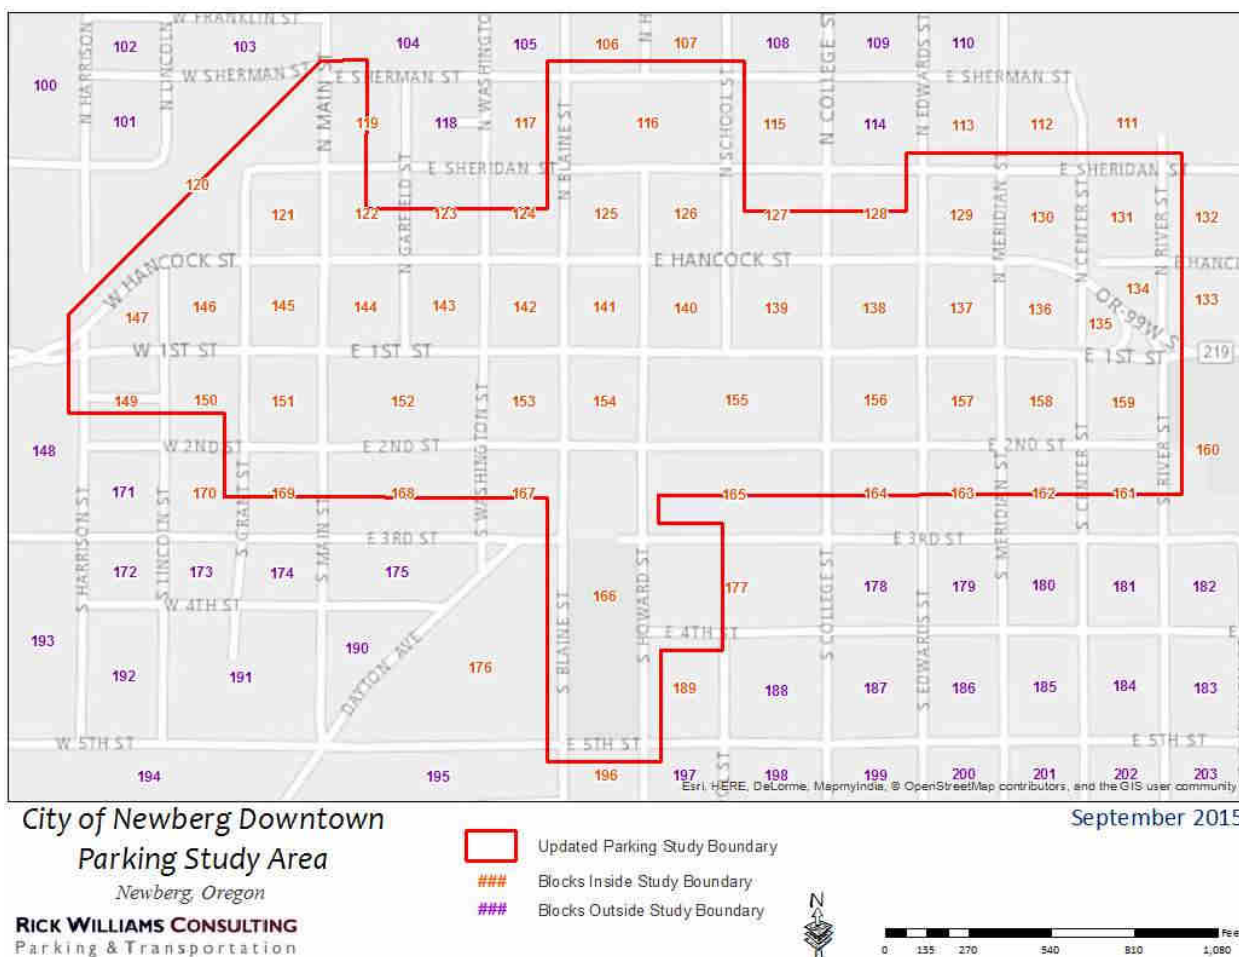 W FRANKLIN ST
102 103 104 105 106 107 108 109 110
N HARRISON N LINCOLN N MAIN ST N WASHINGTON N H N COLLEGE ST N EDWARDS ST
W SHERMAN ST E SHERMAN ST E SHERMAN ST
100
101 119 118 117 116 115 114 113 112 111
N BLAINE ST N SCHOOL ST
E SHERIDAN ST E SHERIDAN ST
120
121 122 123 124 125 126 127 128 129 130 131 132
N GARFIELD ST N MERIDIAN ST N CENTER ST N RIVER ST
W HANCOCK ST E HANCOCK ST E HANC
147 146 145 144 143 142 141 140 139 138 137 136 135 134 133
OR-99W S
W 1ST ST E 1ST ST E 1ST ST 219
149 150 151 152 153 154 155 156 157 158 159
148 W 2ND ST E 2ND ST E 2ND ST 160
171 170 169 168 167 165 164 163 162 161
S HARRISON ST S LINCOLN ST S GRANT ST S MAIN ST S WASHINGTON ST S MERIDIAN ST S CENTER ST S RIVER ST
E 3RD ST E 3RD ST
172 173 174 175 166 177 178 179 180 181 182
W 4TH ST E 4TH ST E
S BLAINE ST S HOWARD ST S COLLEGE ST S EDWARDS ST
193 192 191 190 176 189 188 187 186 185 184 183
DAYTON AVE
W 5TH ST E 5TH ST E 5TH ST
194 195 196 197 198 199 200 201 202 203
Esri, HERE, DeLorme, MapmyIndia, © OpenStreetMap contributors, and the GIS user community
City of Newberg Downtown
Parking Study Area
Newberg, Oregon
RICK WILLIAMS CONSULTING
Parking & Transportation
Updated Parking Study Boundary
### Blocks Inside Study Boundary
### Blocks Outside Study Boundary
September 2015
N
Fee
0 135 270 540 810 1,080